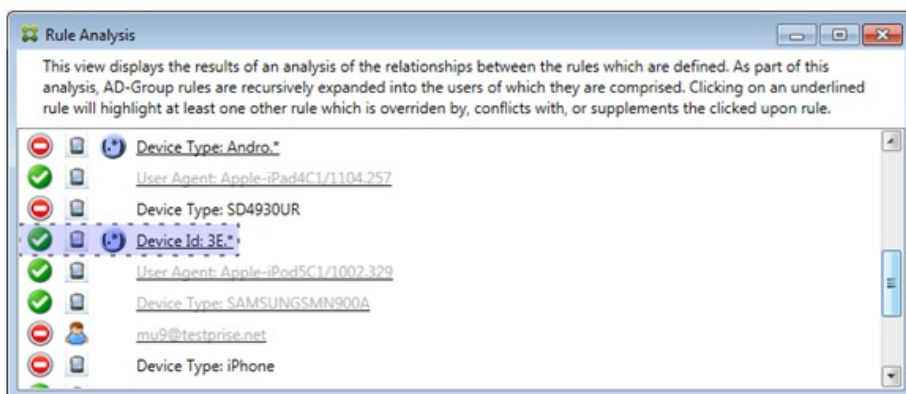 Rule Analysis
This view displays the results of an analysis of the relationships between the rules which are defined. As part of this
analysis, AD-Group rules are recursively expanded into the users of which they are comprised. Clicking on an underlined
rule will highlight at least one other rule which is overriden by, conflicts with, or supplements the clicked upon rule.
(.*) Device Type: Andro.*
User Agent: Apple-iPad4C1/1104.257
Device Type: SD4930UR
(.*) Device Id: 3E.*
User Agent: Apple-iPod5C1/1002.329
Device Type: SAMSUNGSMN900A
mu9@testprise.net
Device Type: iPhone